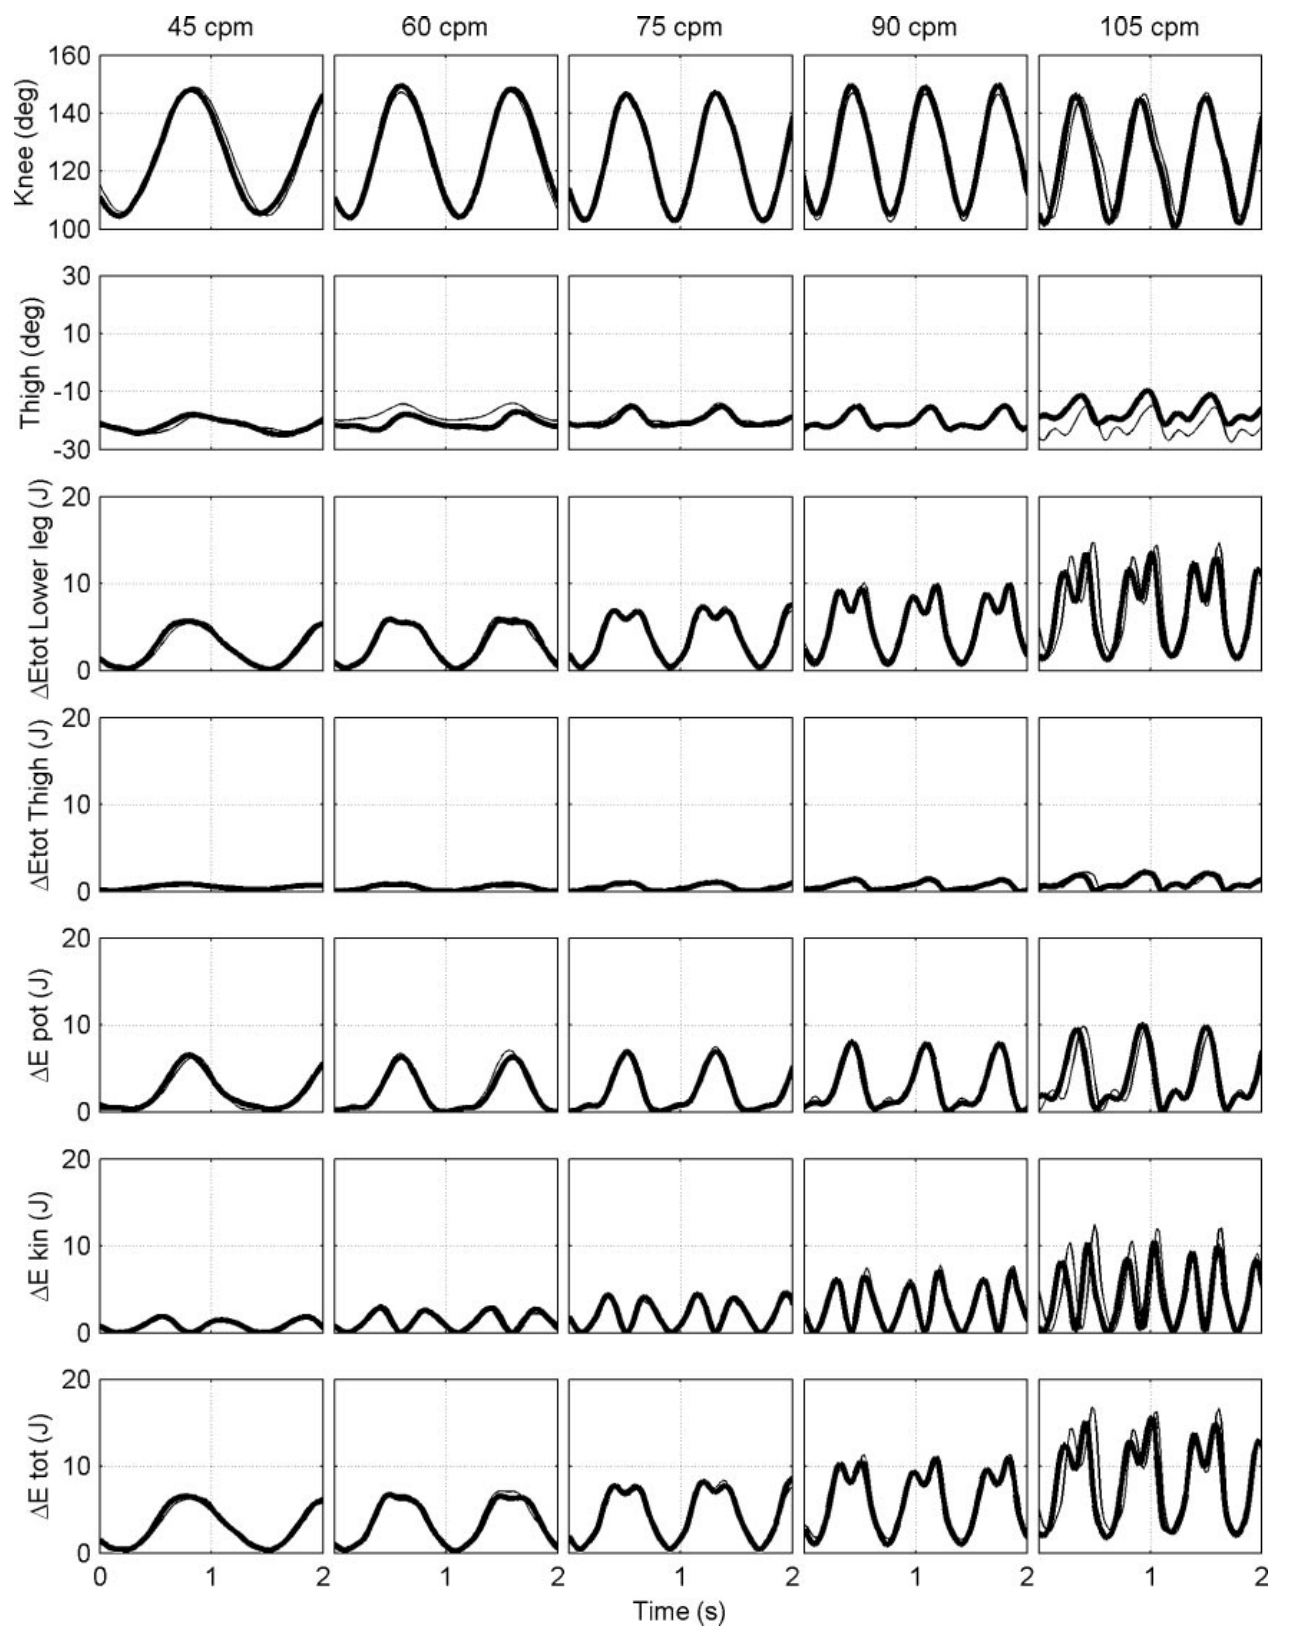 45 cpm 60 cpm 75 cpm 90 cpm 105 cpm
Knee (deg)
160
140
120
100
Thigh (deg)
30
10
-10
-30
ΔEtot Lower leg (J)
20
10
0
ΔEtot Thigh (J)
20
10
0
ΔE pot (J)
20
10
0
ΔE kin (J)
20
10
0
ΔE tot (J)
20
10
0
0 1 2 1 2 1 2 1 2 1 2
Time (s)